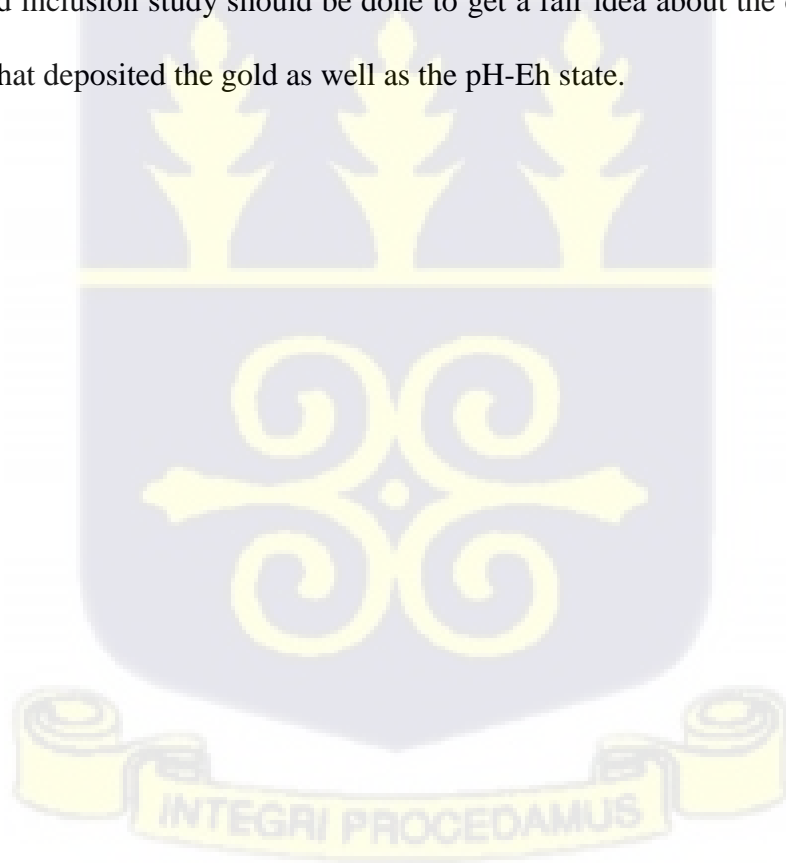 inclusion study should be done to get a fair idea about the
hat deposited the gold as well as the pH-Eh state.
INTEGRI PROCEDAMUS